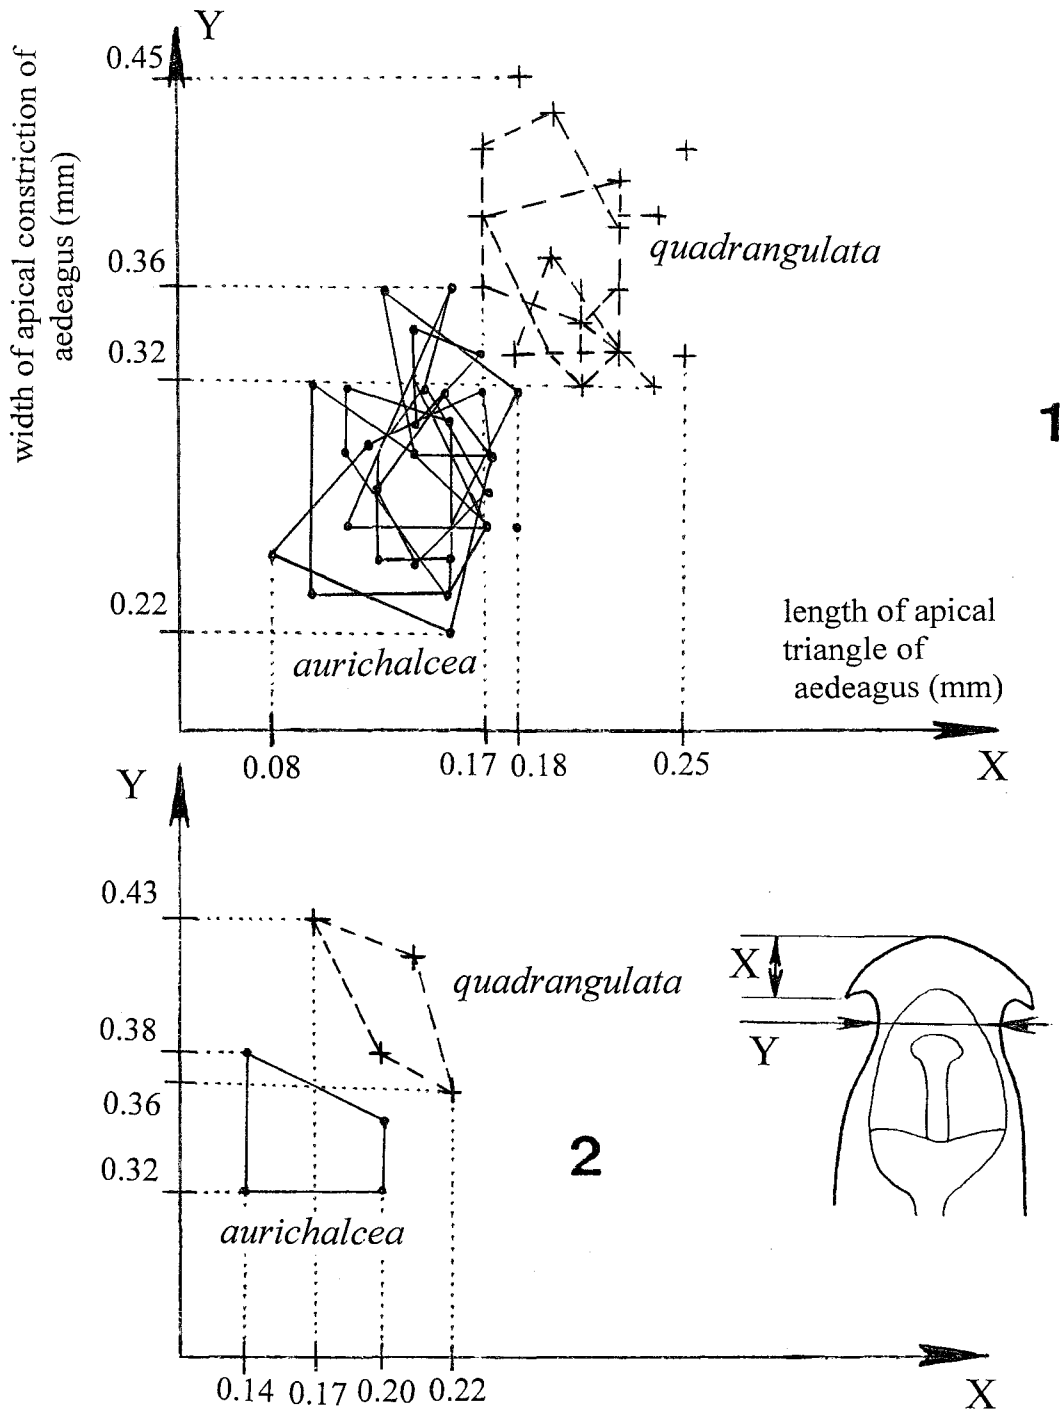 Y
width of apical constriction of
aedeagus (mm)
0.45
0.36
0.32
0.22
quadrangulata
aurichalcea
1
length of apical
triangle of
aedeagus (mm)
0.08
0.17
0.18
0.25
X
Y
0.43
0.38
0.36
0.32
quadrangulata
aurichalcea
2
X
Y
0.14
0.17
0.20
0.22
X